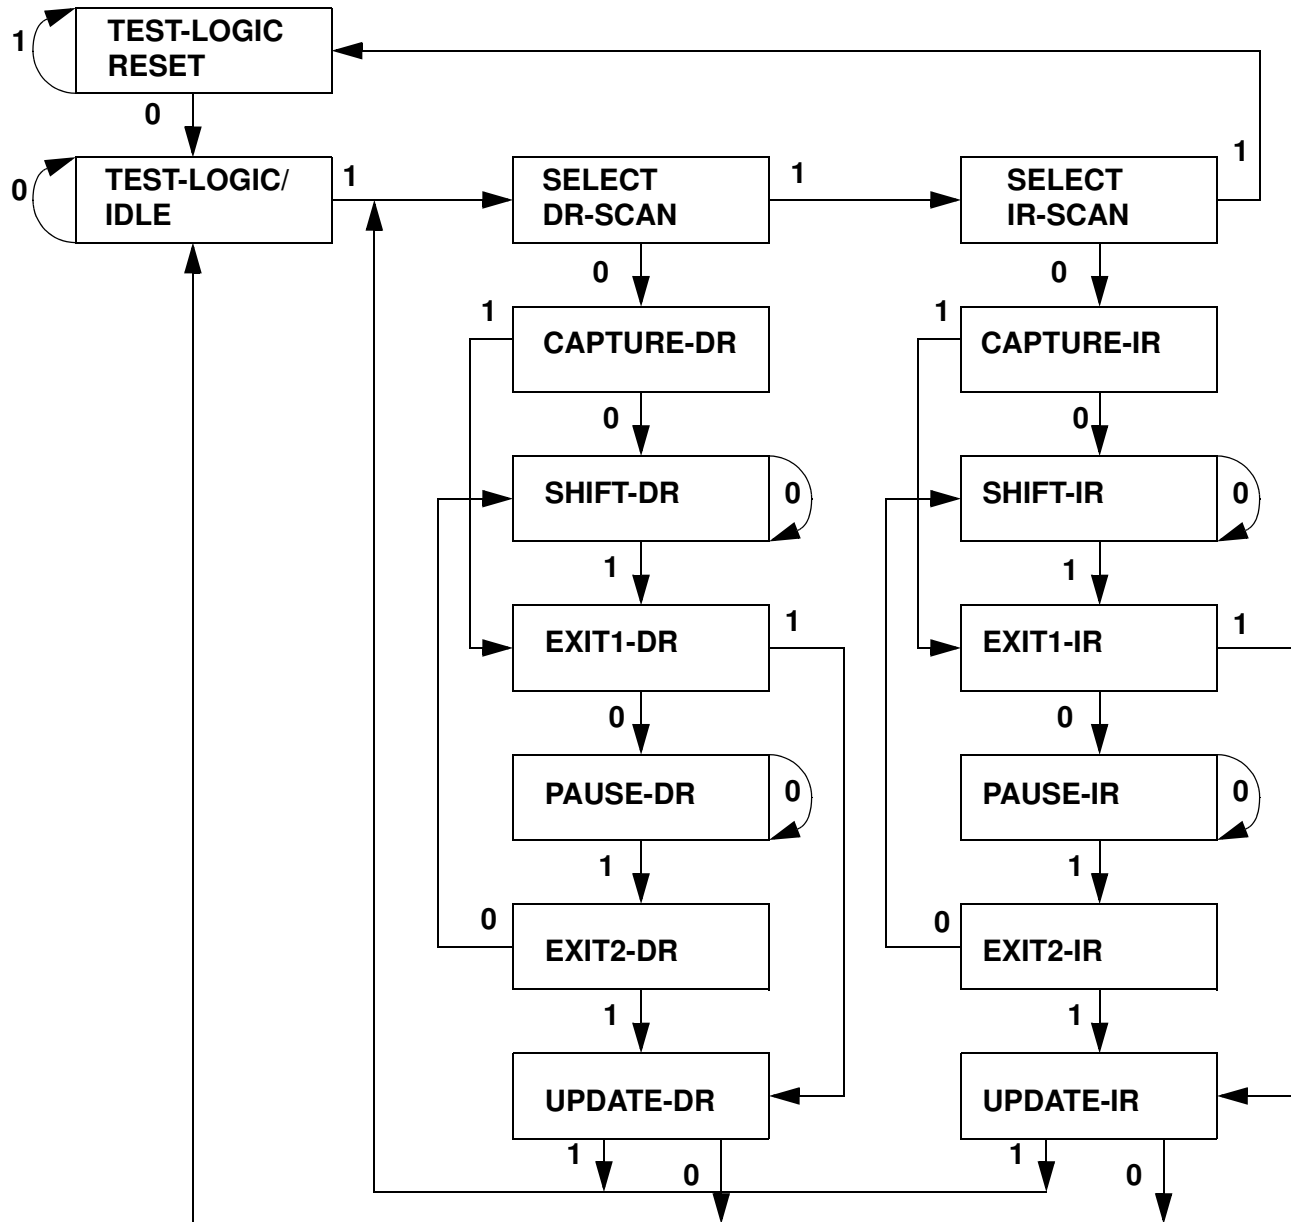 TEST-LOGIC
RESET
1
0
TEST-LOGIC/
IDLE
0
1
SELECT
DR-SCAN
1
SELECT
IR-SCAN
1
0
0
1
CAPTURE-DR
1
CAPTURE-IR
0
0
SHIFT-DR
0
SHIFT-IR
0
1
1
EXIT1-DR
1
EXIT1-IR
1
0
0
PAUSE-DR
0
PAUSE-IR
0
1
1
0
EXIT2-DR
0
EXIT2-IR
1
1
UPDATE-DR
UPDATE-IR
1
0
1
0